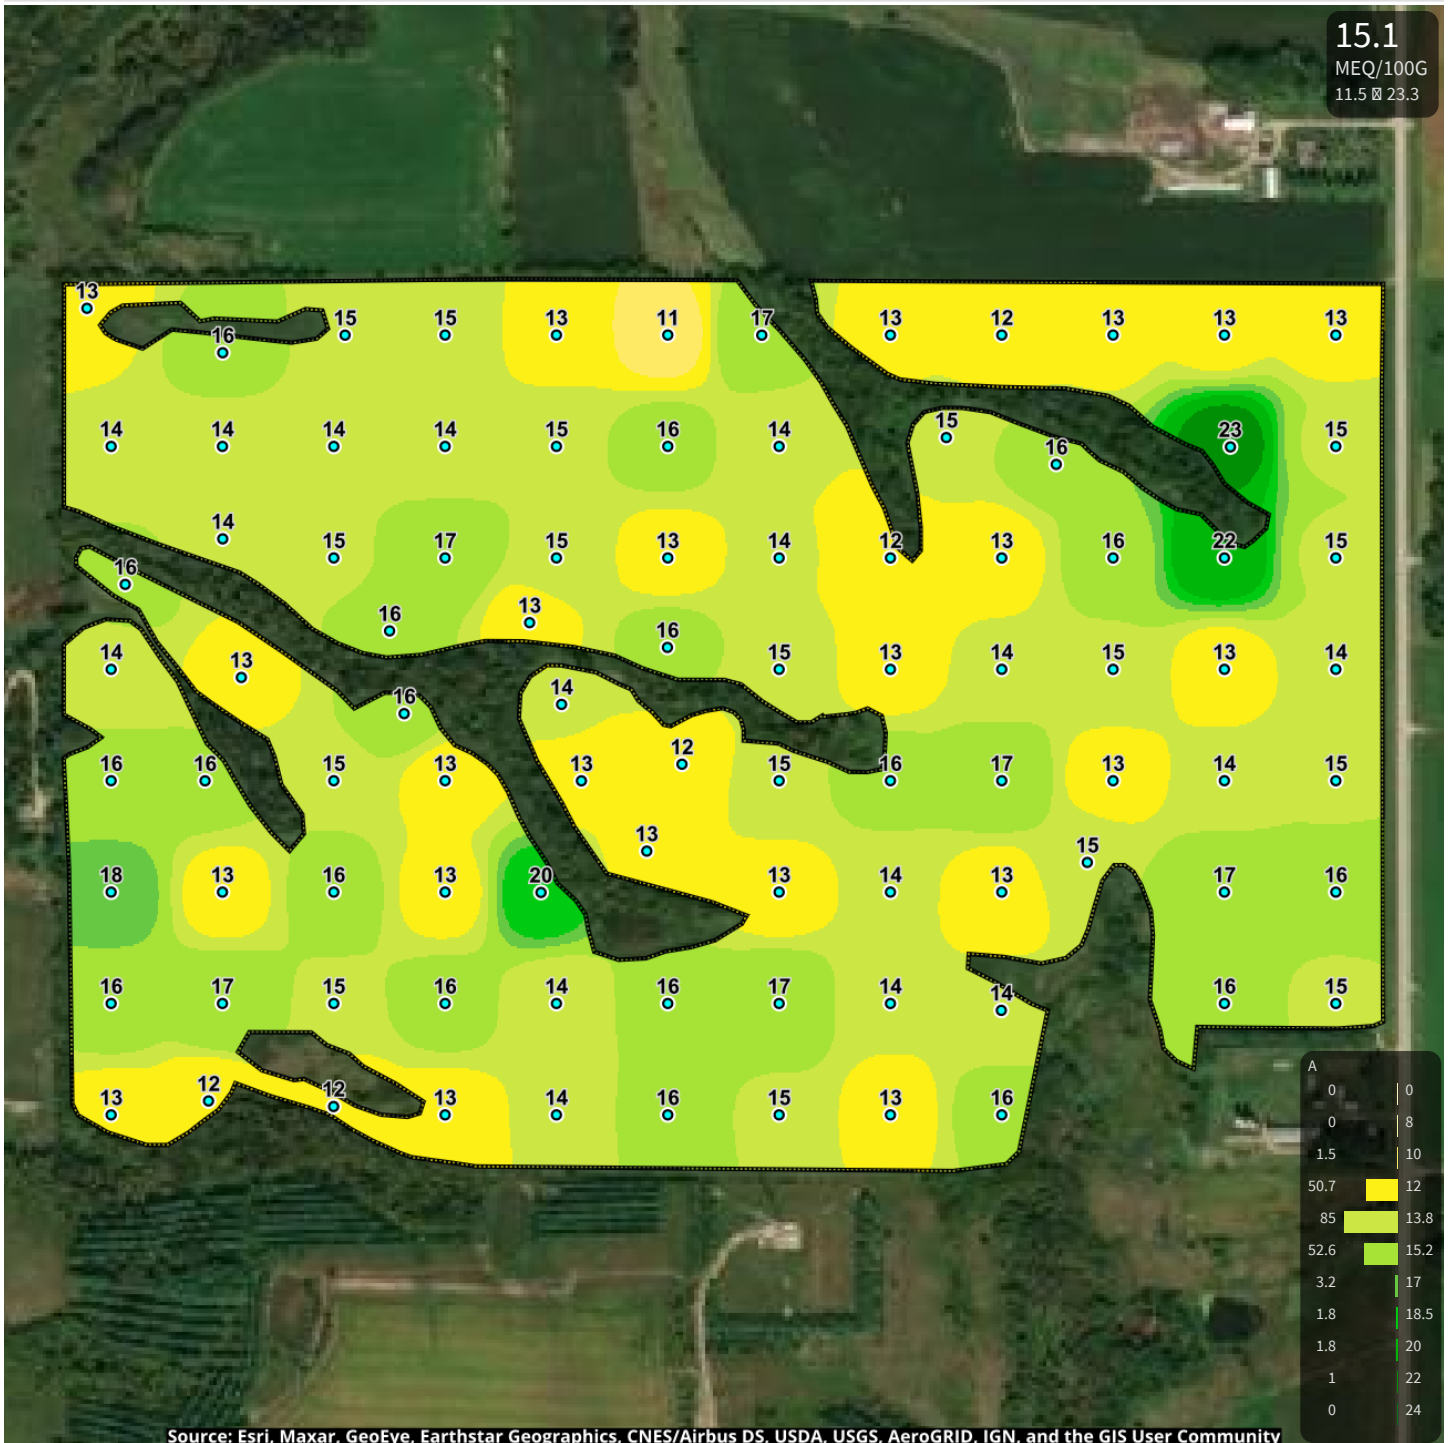 15.1
MEQ/100G
11.5 23.3
13
16 15 15 13 11 17 13 12 13 13 13
14 14 14 14 15 16 14 15 16 23 15
14 15 17 15 13 14 12 13 16 22 15
16 16 13 16
14 13 16 14 15 13 14 15 13 14
16 16 15 13 13 12 15 16 17 13 14 15
13 15
18 13 16 13 20 13 14 13 17 16
16 17 15 16 14 16 17 14 14 16 15
13 12 12 13 14 16 15 13 16
A
0 0
0 8
1.5 10
50.7 12
85 13.8
52.6 15.2
3.2 17
1.8 18.5
1.8 20
1 22
0 24
Source: Esri, Maxar, GeoEye, Earthstar Geographics, CNES/Airbus DS, USDA, USGS, AeroGRID, IGN, and the GIS User Community